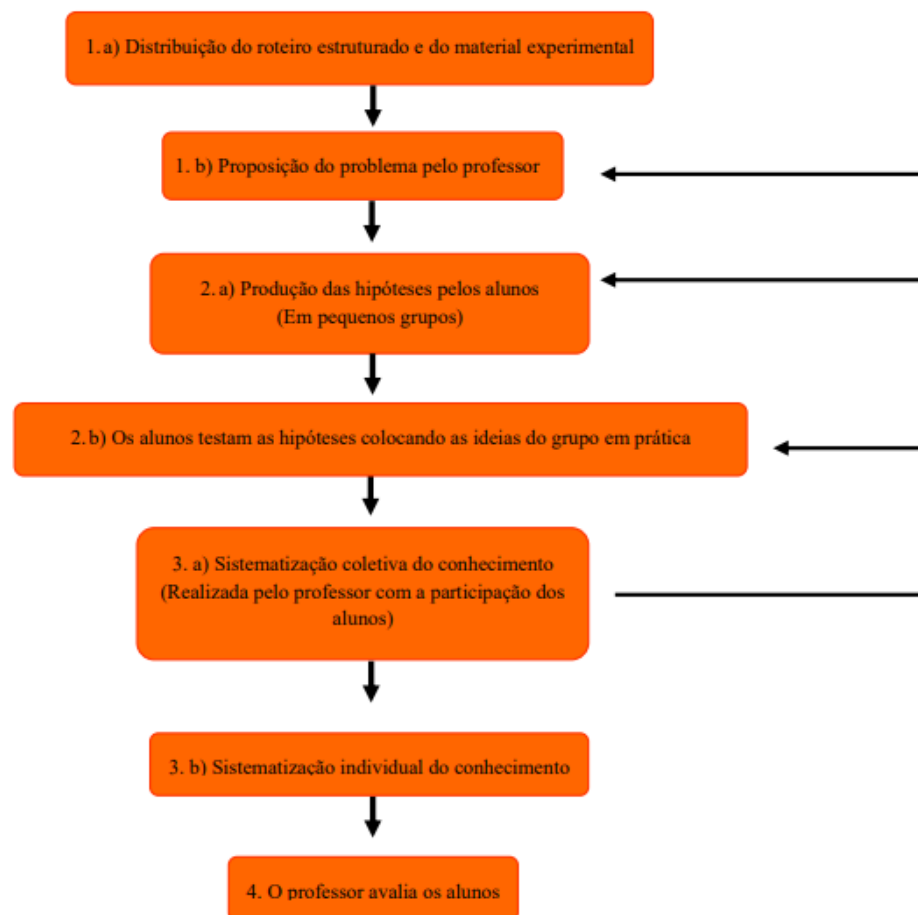 1. a) Distribuição do roteiro estruturado e do material experimental
1. b) Proposição do problema pelo professor
2. a) Produção das hipóteses pelos alunos
(Em pequenos grupos)
2. b) Os alunos testam as hipóteses colocando as ideias do grupo em prática
3. a) Sistematização coletiva do conhecimento
(Realizada pelo professor com a participação dos
alunos)
3. b) Sistematização individual do conhecimento
4. O professor avalia os alunos